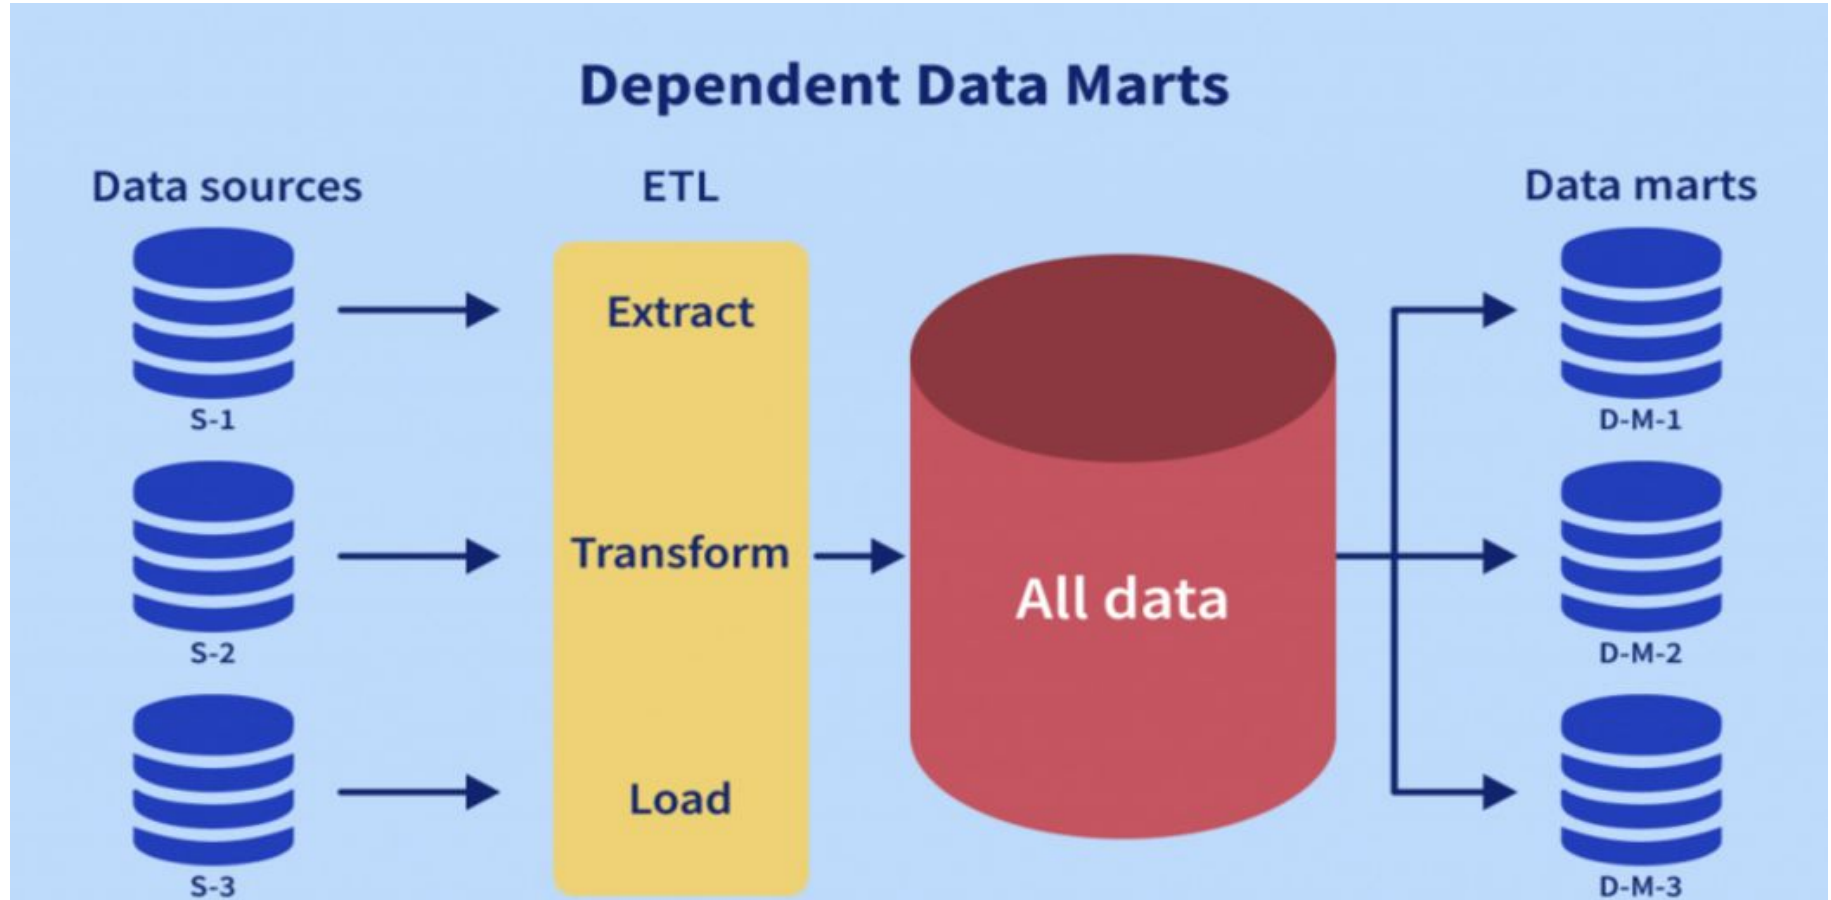 Dependent Data Marts
Data sources
ETL
Data marts
Extract
S-1
D-M-1
Transform
All data
S-2
D-M-2
Load
S-3
D-M-3